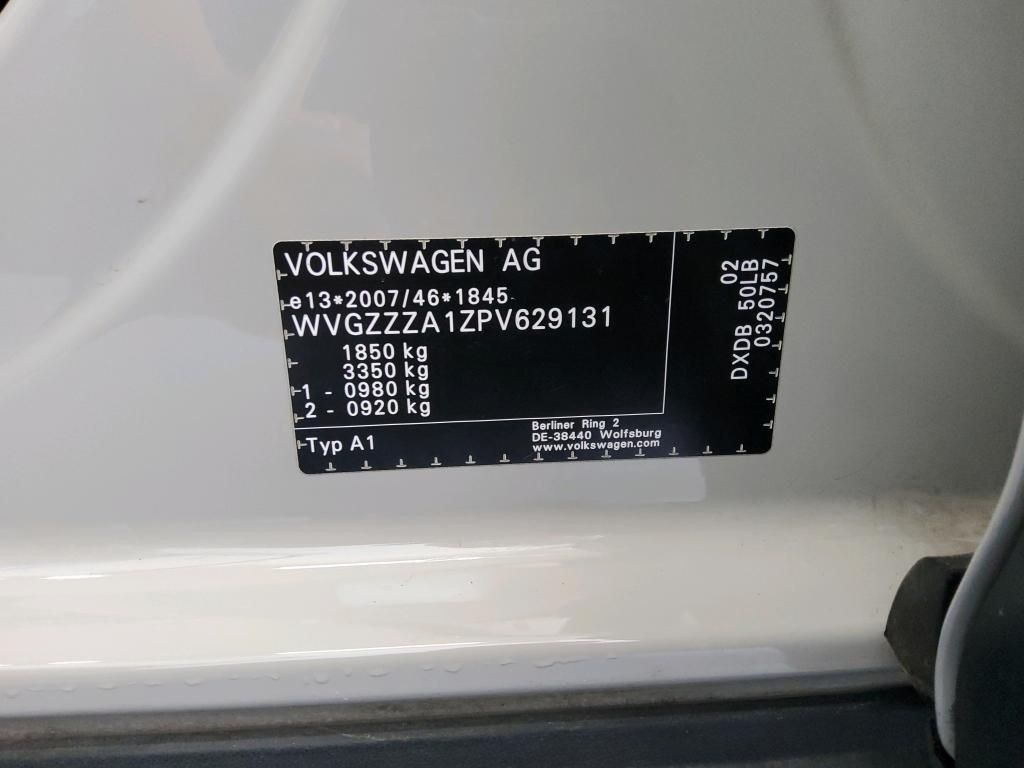 VOLKSWAGEN AG
e13*2007/46*1845
WVGZZZA1ZPV629131
1850 kg
3350 kg
1 - 0980 kg
2 - 0920 kg
Typ A1
Berliner Ring 2
DE-38440 Wolfsburg
www.volkswagen.com
02
DXDB 50LB
0320757